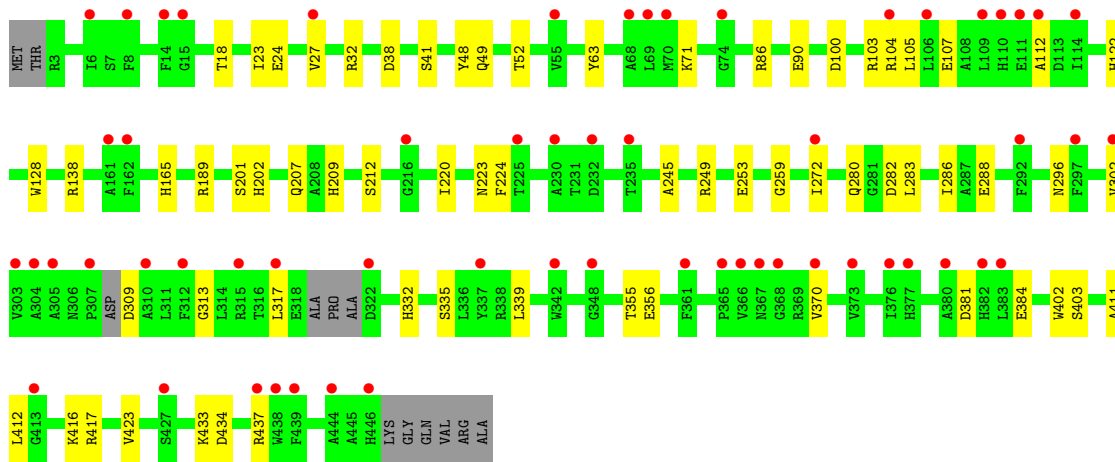 MET THR R3 I6 S7 F8 F14 G15 T18 I23 E24 V27 R32 D38 S41 Y48 Q49 T52 V55 Y63 A68 L69 M70 K71 G74 R86 E90 D100 R103 R104 L105 L106 E107 A108 L109 H110 E111 A112 D113 I114
W128 R138 A161 F162 H165 R189 S201 H202 Q207 A208 H209 S212 G216 I220 N223 F224 T225 A230 T231 D232 T235 A245 R249 E253 G259 I272 Q280 G281 D282 L283 I286 A287 E288 F292 N296 F297
V303 A304 A305 N306 P307 ASP D309 A310 L311 F312 G313 L314 R315 T316 L317 E318 ALA PRO ALA D322 H332 S335 L336 Y337 R338 L339 W342 G348 T355 E356 F361 P365 V366 N367 G368 R369 V370 V373 I376 H377 A380 D381 H382 L383 E384 W402 S403
L412 G413 K416 R417 V423 S427 K433 D434 R437 W438 F439 A444 A445 H446 LYS GLY GLN VAL ARG ALA